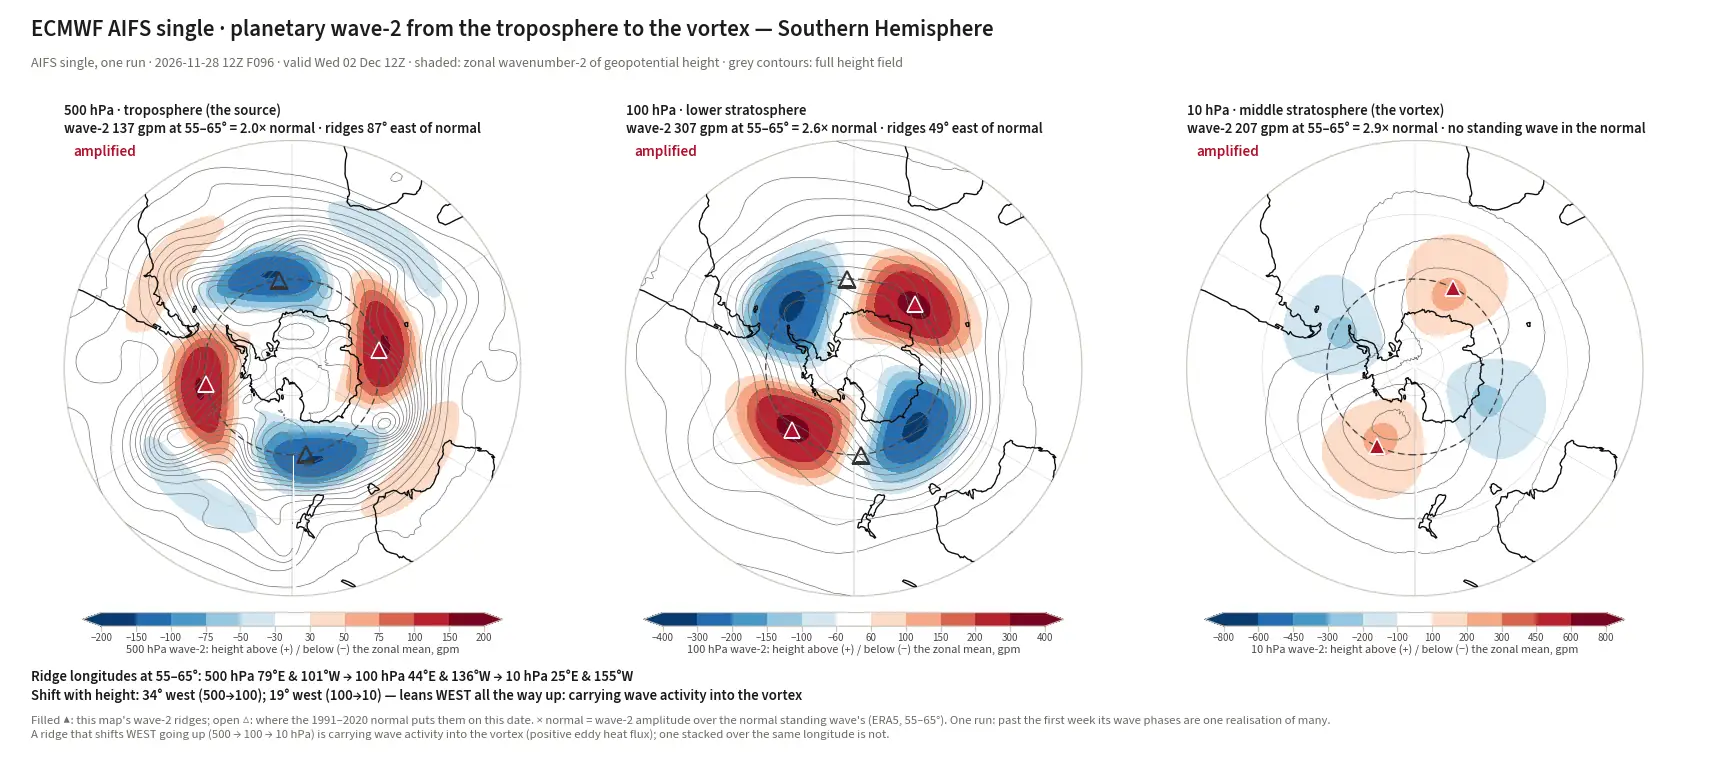 ECMWF AIFS single · planetary wave-2 from the troposphere to the vortex — Southern Hemisphere
AIFS single, one run · 2026-11-28 12Z F096 · valid Wed 02 Dec 12Z · shaded: zonal wavenumber-2 of geopotential height · grey contours: full height field
500 hPa · troposphere (the source)
wave-2 137 gpm at 55–65° = 2.0× normal · ridges 87° east of normal
amplified
100 hPa · lower stratosphere
wave-2 307 gpm at 55–65° = 2.6× normal · ridges 49° east of normal
amplified
10 hPa · middle stratosphere (the vortex)
wave-2 207 gpm at 55–65° = 2.9× normal · no standing wave in the normal
amplified
−200 −150 −100 −75 −50 −30 30 50 75 100 150 200
500 hPa wave-2: height above (+) / below (−) the zonal mean, gpm
−400 −300 −200 −150 −100 −60 60 100 150 200 300 400
100 hPa wave-2: height above (+) / below (−) the zonal mean, gpm
−800 −600 −450 −300 −200 −100 100 200 300 450 600 800
10 hPa wave-2: height above (+) / below (−) the zonal mean, gpm
Ridge longitudes at 55–65°: 500 hPa 79°E & 101°W → 100 hPa 44°E & 136°W → 10 hPa 25°E & 155°W
Shift with height: 34° west (500→100); 19° west (100→10) — leans WEST all the way up: carrying wave activity into the vortex
Filled ▲: this map's wave-2 ridges; open △: where the 1991–2020 normal puts them on this date. × normal = wave-2 amplitude over the normal standing wave's (ERA5, 55–65°). One run: past the first week its wave phases are one realisation of many.
A ridge that shifts WEST going up (500 → 100 → 10 hPa) is carrying wave activity into the vortex (positive eddy heat flux); one stacked over the same longitude is not.